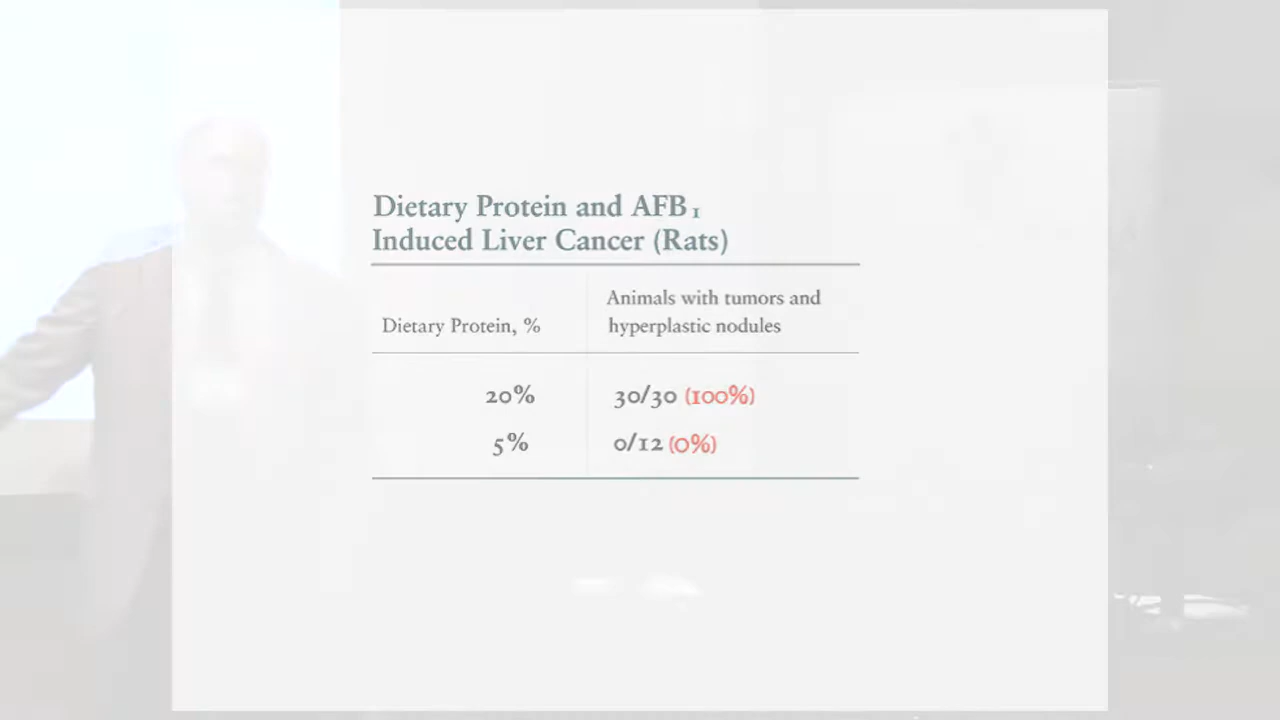 Dietary Protein and AFB₁
Induced Liver Cancer (Rats)
Dietary Protein, %
Animals with tumors and
hyperplastic nodules
20% 30/30 (100%)
5% 0/12 (0%)